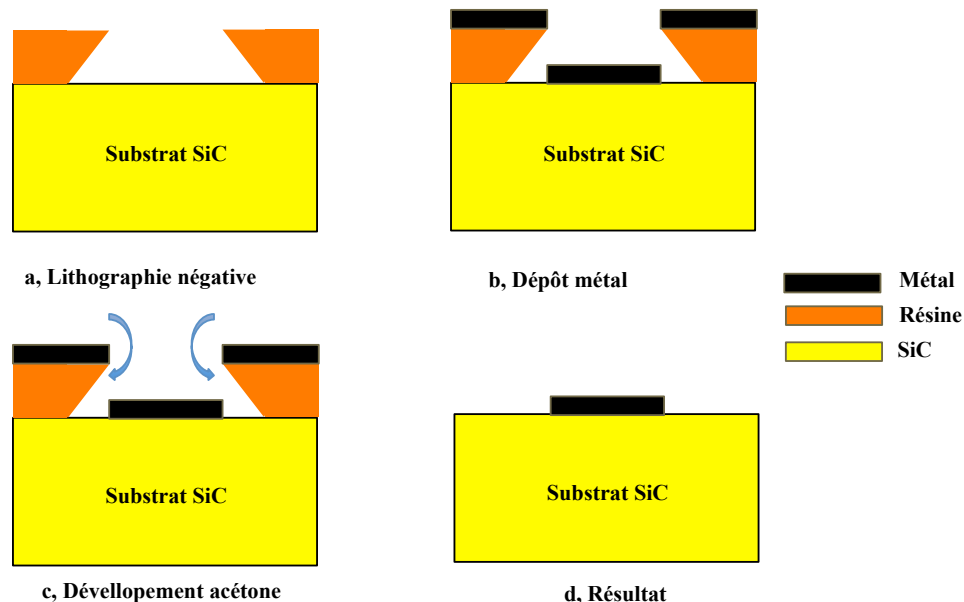 Substrat SiC
Substrat SiC
a, Lithographie négative
b, Dépôt métal
Métal
Résine
SiC
Substrat SiC
Substrat SiC
c, Dévellopement acétone
d, Résultat